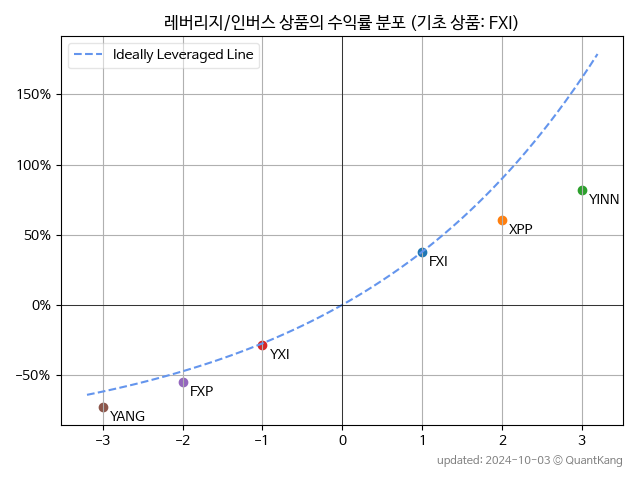 레버리지/인버스 상품의 수익률 분포 (기초 상품: FXI)
Ideally Leveraged Line
150%
100%
50%
0%
−50%
YINN
XPP
FXI
YXI
FXP
YANG
−3 −2 −1 0 1 2 3
updated: 2024-10-03 © QuantKang